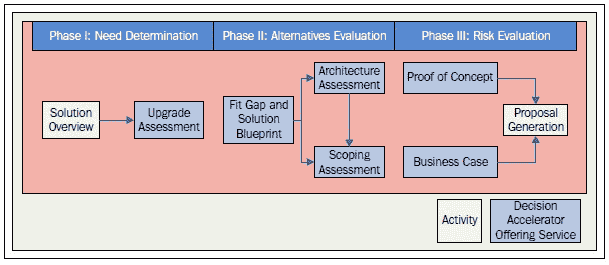 Phase I: Need Determination
Phase II: Alternatives Evaluation
Phase III: Risk Evaluation
Solution
Overview
Upgrade
Assessment
Fit Gap and
Solution
Blueprint
Architecture
Assessment
Scoping
Assessment
Proof of Concept
Business Case
Proposal
Generation
Activity
Decision
Accelerator
Offering Service